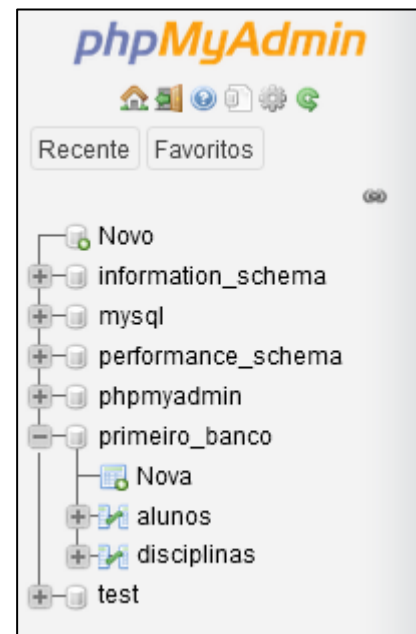 phpMyAdmin
Recente Favoritos
Novo
information_schema
mysql
performance_schema
phpmyadmin
primeiro_banco
Nova
alunos
disciplinas
test